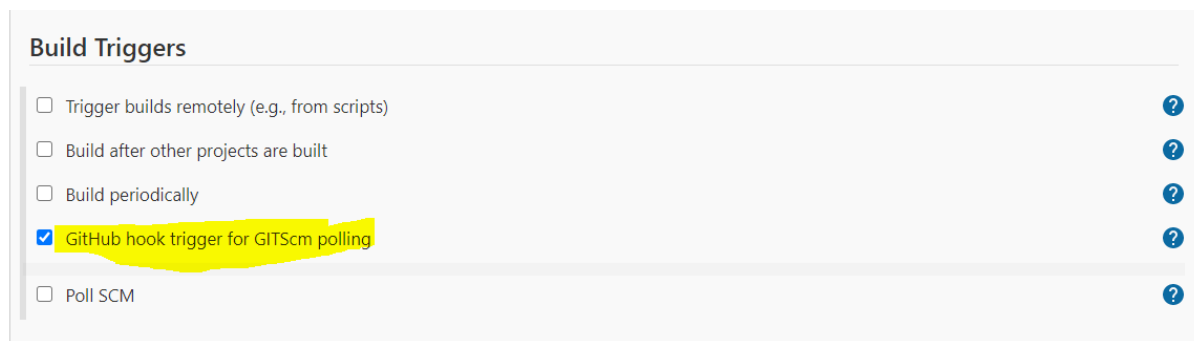 Build Triggers
Trigger builds remotely (e.g., from scripts)
?
Build after other projects are built
?
Build periodically
?
GitHub hook trigger for GITScm polling
?
Poll SCM
?